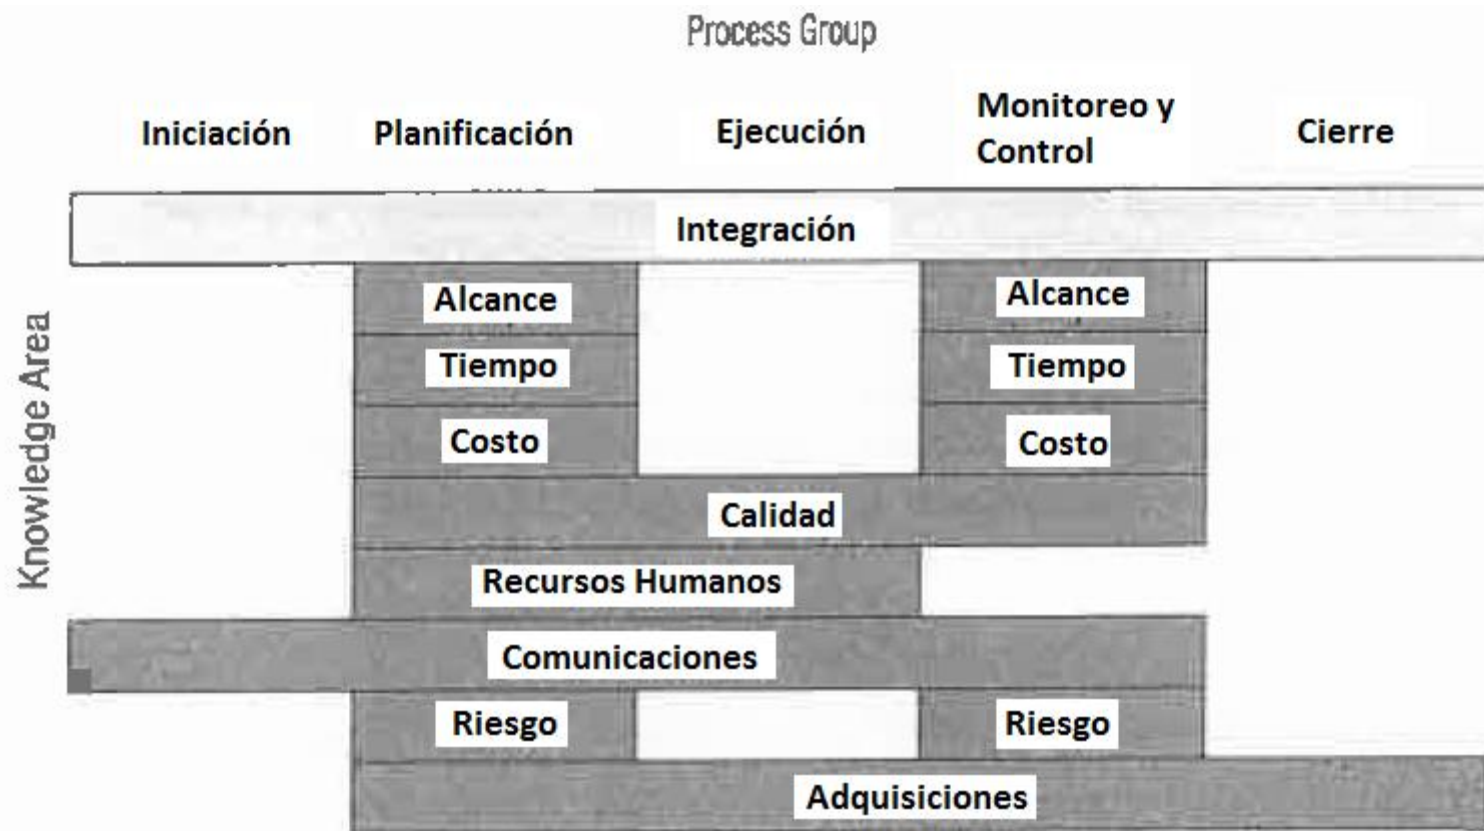 Process Group
Iniciación
Planificación
Ejecución
Monitoreo y
Control
Cierre
Knowledge Area
Integración
Alcance
Alcance
Tiempo
Tiempo
Costo
Costo
Calidad
Recursos Humanos
Comunicaciones
Riesgo
Riesgo
Adquisiciones